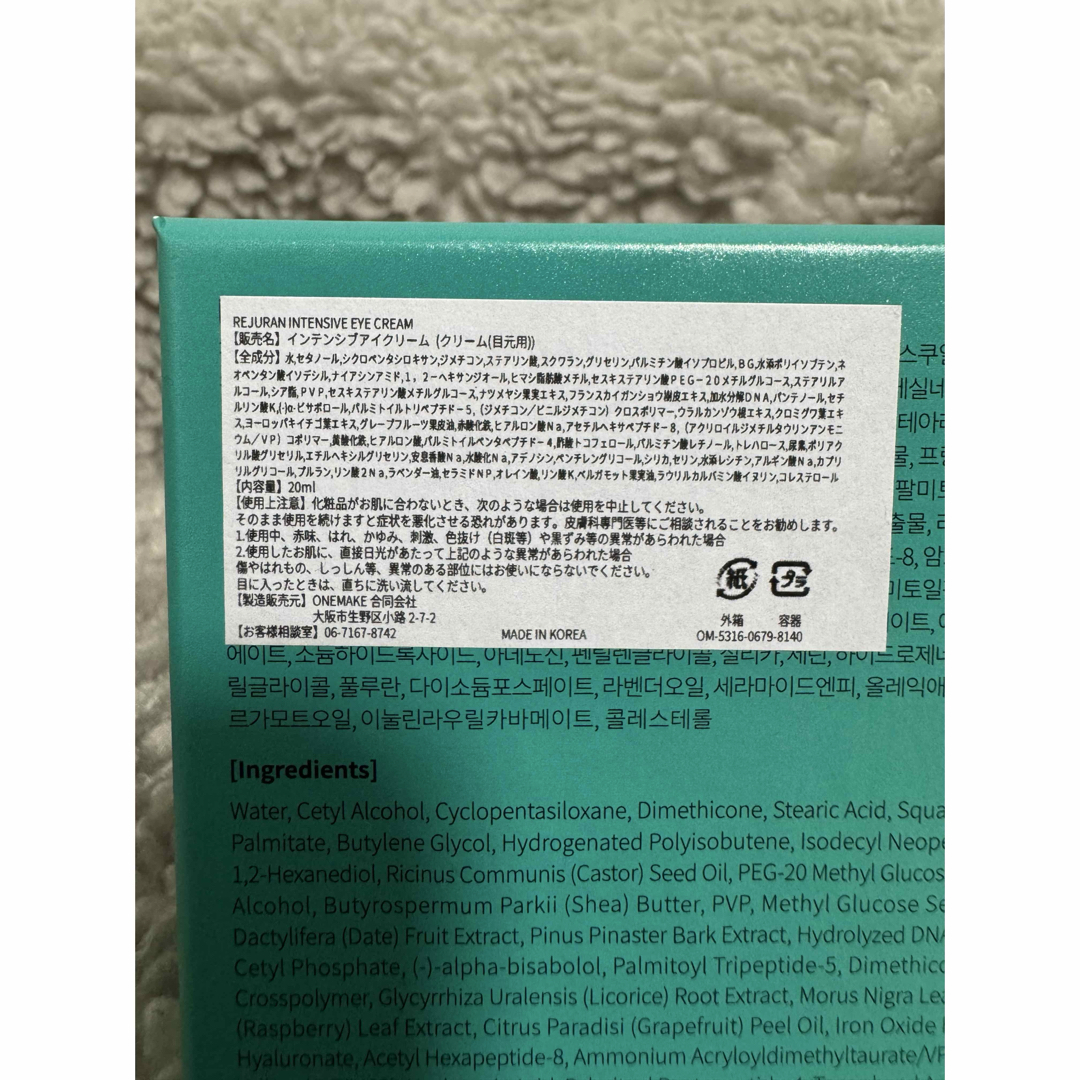 REJURAN INTENSIVE EYE CREAM
【販売名】インテンシブアイクリーム (クリーム(目元用))
【全成分】水,セタノール,シクロペンタシロキサン,ジメチコン,ステアリン酸,スクワラン,グリセリン,パルミチン酸イソプロピル,BG,水添ポリイソブテン,ネ
オペンタン酸イソデシル,ナイアシンアミド,1,2-ヘキサンジオール,ヒマシ脂肪酸メチル,セスキステアリン酸PEG-20メチルグルコース,ステアリルア
ルコール,シア脂,PVP,セスキステアリン酸メチルグルコース,ナツメヤシ果実エキス,フランスカイガンショウ樹皮エキス,加水分解DNA,パンテノール,セチ
ルリン酸K,(-)α-ビサボロール,パルミトイルトリペプチド-5,(ジメチコン/ビニルジメチコン)クロスポリマー,ウラルカンゾウ根エキス,クロミグワ葉エキ
ス,ヨーロッパキイチゴ葉エキス,グレープフルーツ果皮油,赤酸化鉄,ヒアルロン酸Na,アセチルヘキサペプチド-8,(アクリロイルジメチルタウリンアンモニ
ウム/VP)コポリマー,黄酸化鉄,ヒアルロン酸,パルミトイルペンタペプチド-4,酢酸トコフェロール,パルミチン酸レチノール,トレハロース,尿素,ポリアク
リル酸グリセリル,エチルヘキシルグリセリン,安息香酸Na,水酸化Na,アデノシン,ペンチレングリコール,シリカ,セリン,水添レシチン,アルギン酸Na,カプリ
リルグリコール,プルラン,リン酸2Na,ラベンダー油,セラミドNP,オレイン酸,リン酸K,ベルガモット果実油,ラウリルカルバミン酸イヌリン,コレステロール
【内容量】20ml
【使用上注意】化粧品がお肌に合わないとき、次のような場合は使用を中止してください。
そのまま使用を続けますと症状を悪化させる恐れがあります。皮膚科専門医等にご相談されることをお勧めします。
1.使用中、赤味、はれ、かゆみ、刺激、色抜け(白斑等)や黒ずみ等の異常があらわれた場合
2.使用したお肌に、直接日光があたって上記のような異常があらわれた場合
傷やはれもの、しっしん等、異常のある部位にはお使いにならないでください。
目に入ったときは、直ちに洗い流してください。
【製造販売元】ONEMAKE 合同会社
大阪市生野区小路 2-7-2
【お客様相談室】06-7167-8742 MADE IN KOREA OM-5316-0679-8140
紙 プラ
外箱 容器
스쿠알
테아르
물, 프링
팔미트
출물, 라
-8, 암
미토일
이트,
에이트, 소듐하이드록사이드, 아데노신, 펜틸렌글라이콜, 실리카, 세린, 하이드로제네
릴글라이콜, 풀루란, 다이소듐포스페이트, 라벤더오일, 세라마이드엔피, 올레익애
르가모트오일, 이눌린라우릴카바메이트, 콜레스테롤
[Ingredients]
Water, Cetyl Alcohol, Cyclopentasiloxane, Dimethicone, Stearic Acid, Squa
Palmitate, Butylene Glycol, Hydrogenated Polyisobutene, Isodecyl Neope
1,2-Hexanediol, Ricinus Communis (Castor) Seed Oil, PEG-20 Methyl Glucos
Alcohol, Butyrospermum Parkii (Shea) Butter, PVP, Methyl Glucose Se
Dactylifera (Date) Fruit Extract, Pinus Pinaster Bark Extract, Hydrolyzed DNA
Cetyl Phosphate, (-)-alpha-bisabolol, Palmitoyl Tripeptide-5, Dimethico
Crosspolymer, Glycyrrhiza Uralensis (Licorice) Root Extract, Morus Nigra Lea
(Raspberry) Leaf Extract, Citrus Paradisi (Grapefruit) Peel Oil, Iron Oxide
Hyaluronate, Acetyl Hexapeptide-8, Ammonium Acryloyldimethyltaurate/VP